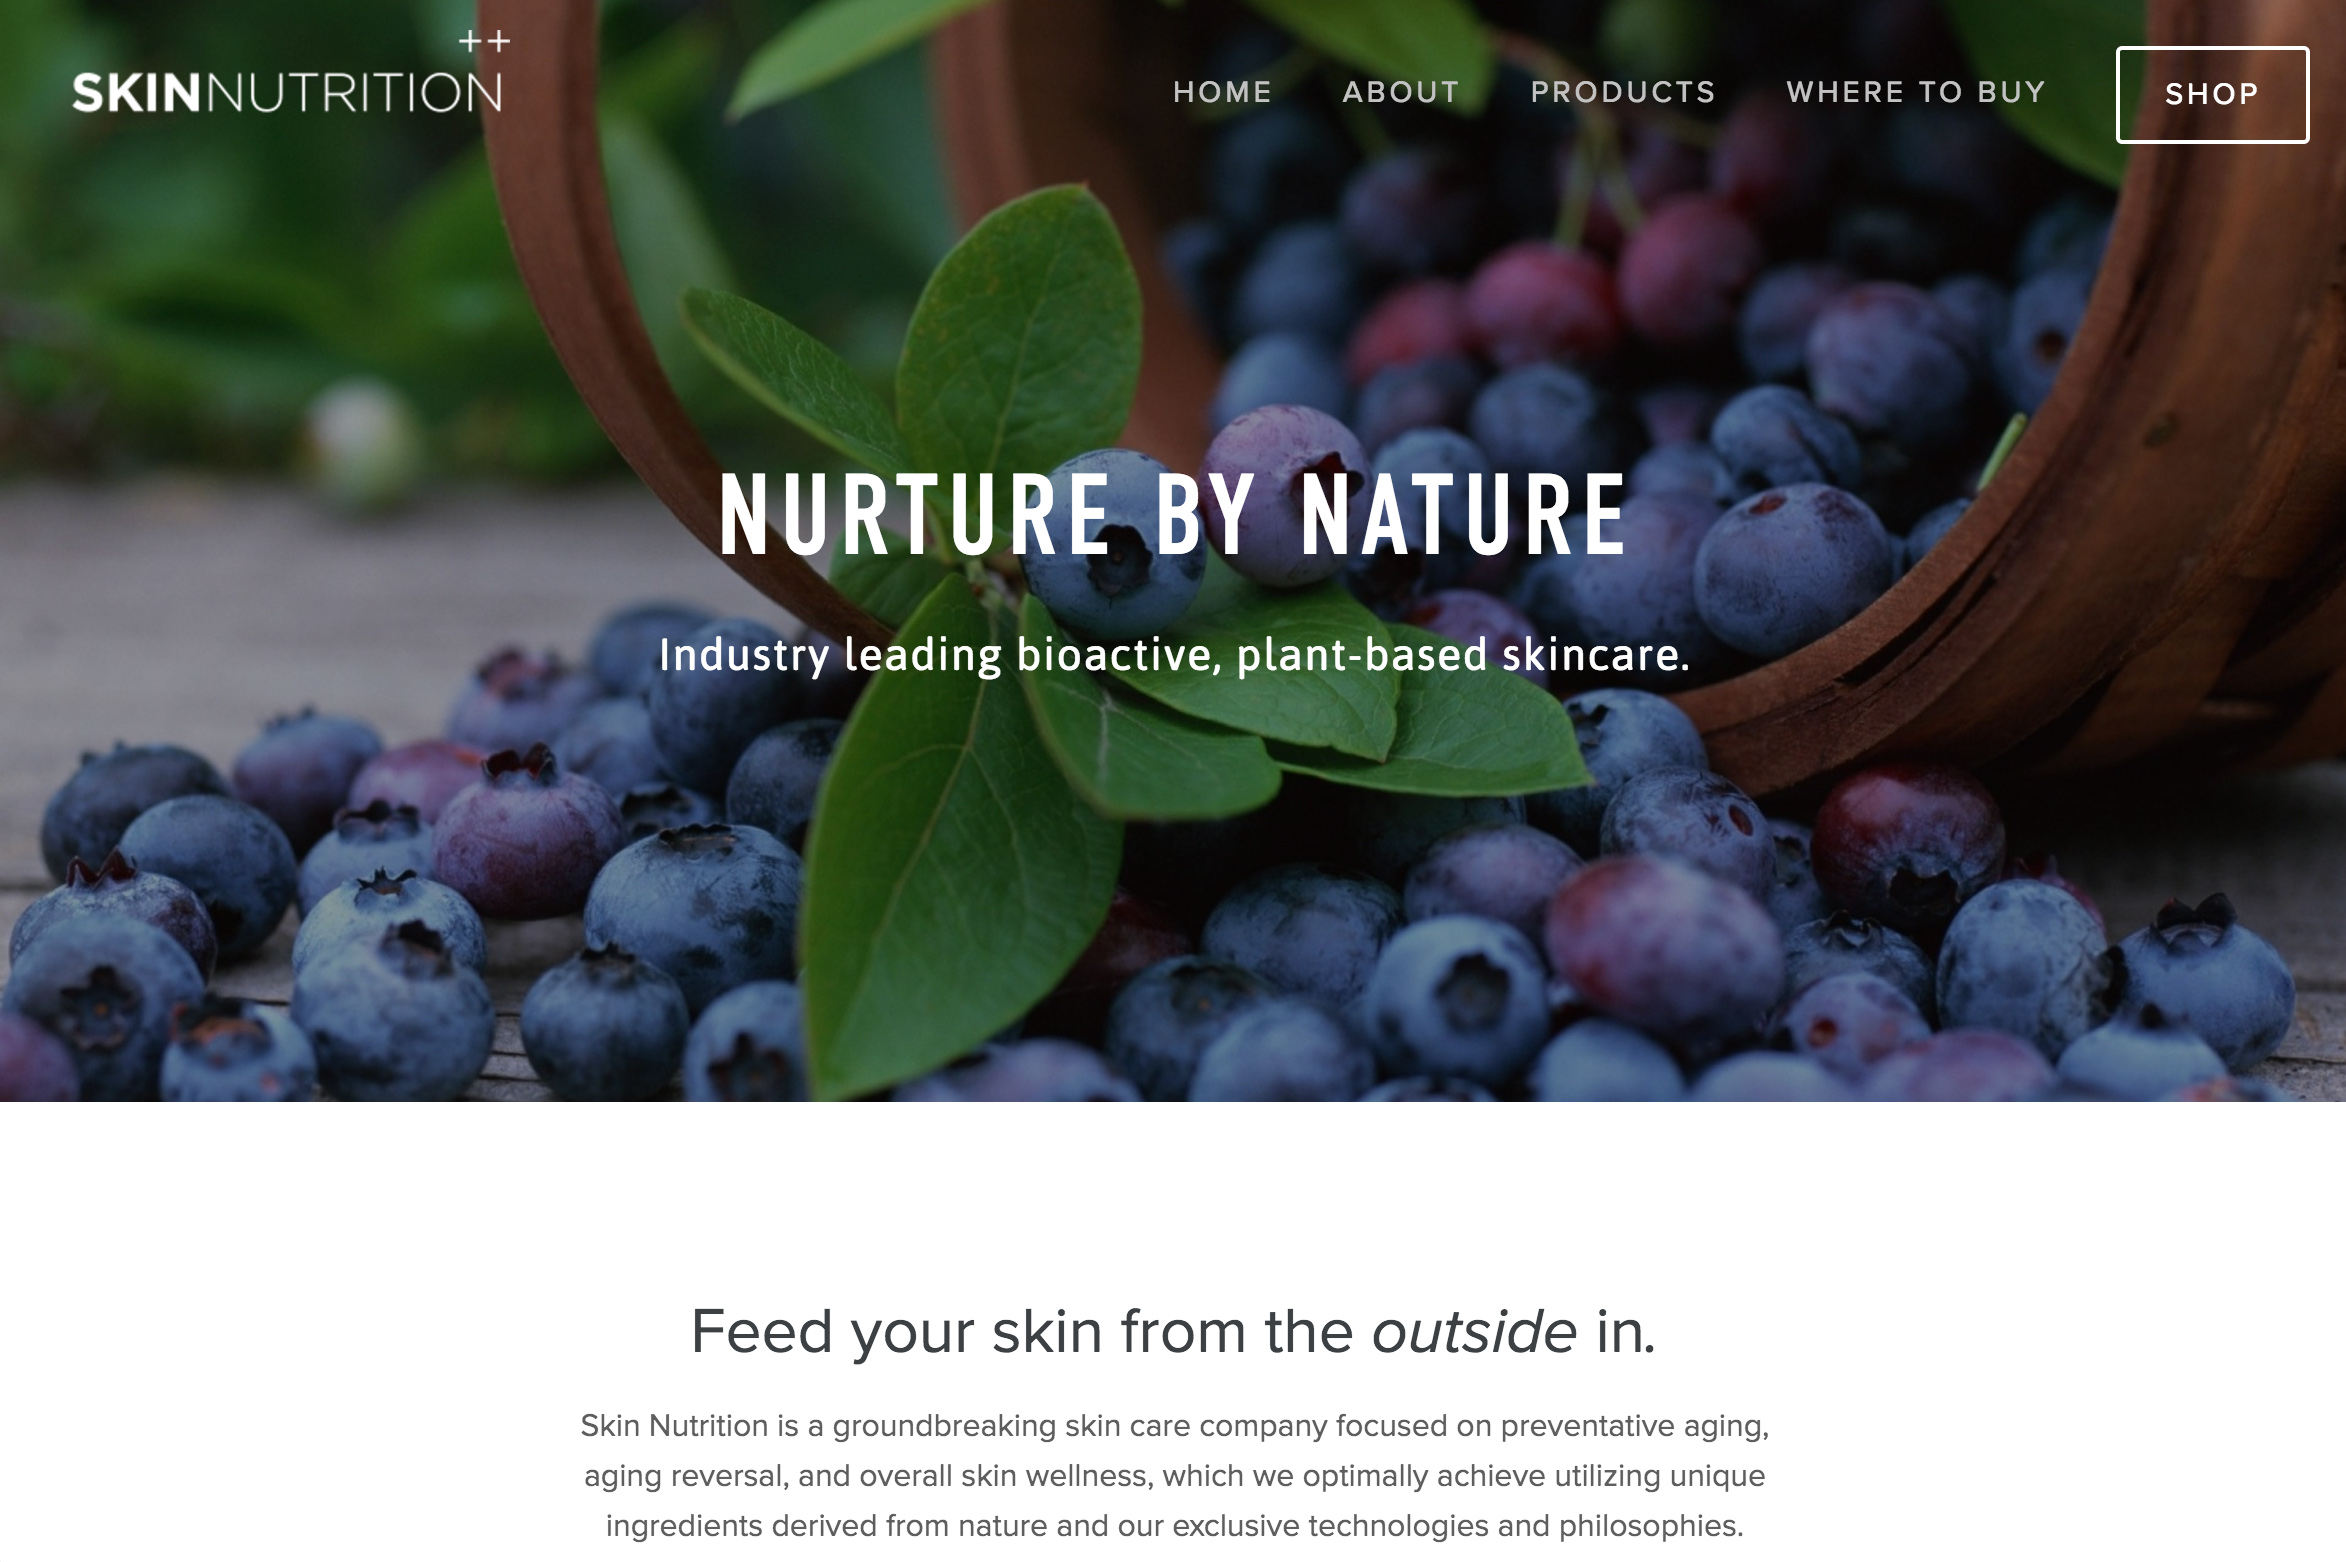 ++
SKINNUTRITION
HOME ABOUT PRODUCTS WHERE TO BUY SHOP
NURTURE BY NATURE
Industry leading bioactive, plant-based skincare.
Feed your skin from the outside in.
Skin Nutrition is a groundbreaking skin care company focused on preventative aging,
aging reversal, and overall skin wellness, which we optimally achieve utilizing unique
ingredients derived from nature and our exclusive technologies and philosophies.